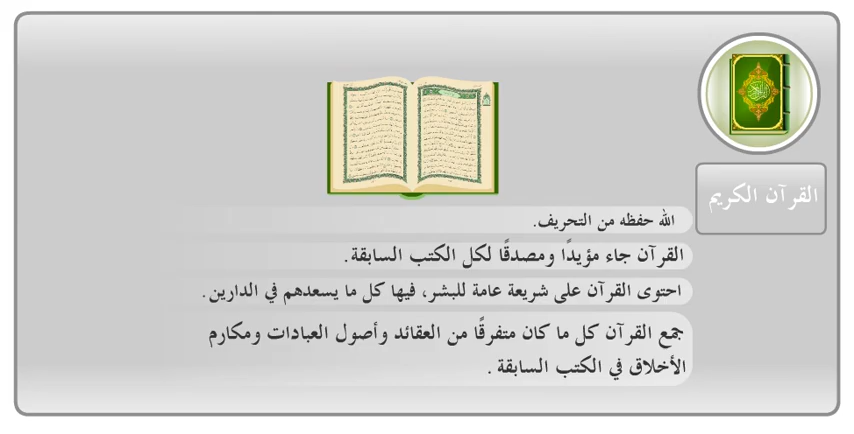 القرآن الكريم
الله حفظه من التحريف.
القرآن جاء مؤيدًا ومصدقًا لكل الكتب السابقة.
احتوى القرآن على شريعة عامة للبشر، فيها كل ما يسعدهم في الدارين.
جمع القرآن كل ما كان متفرقًا من العقائد وأصول العبادات ومكارم
الأخلاق في الكتب السابقة .